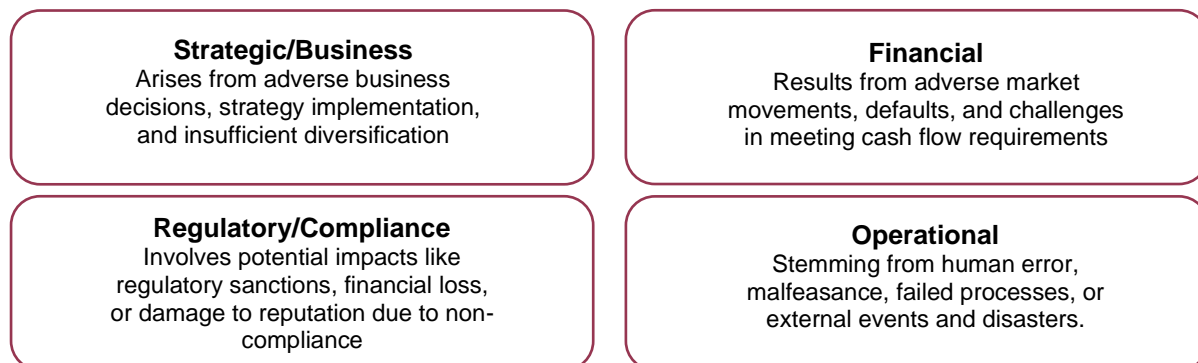 Strategic/Business
Arises from adverse business
decisions, strategy implementation,
and insufficient diversification
Financial
Results from adverse market
movements, defaults, and challenges
in meeting cash flow requirements
Regulatory/Compliance
Involves potential impacts like
regulatory sanctions, financial loss,
or damage to reputation due to non-
compliance
Operational
Stemming from human error,
malfeasance, failed processes, or
external events and disasters.